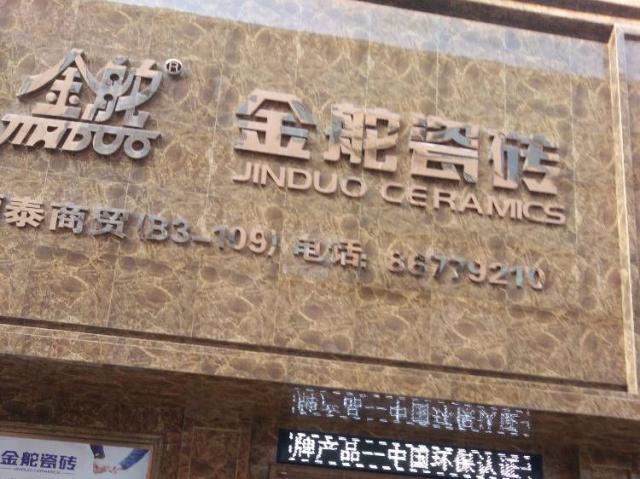 金舵®
JINDUO
金舵瓷砖
JINDUO CERAMICS
泰商贸(B3-109) 电话: 86779210
牌产品——中国环保认证
金舵瓷砖